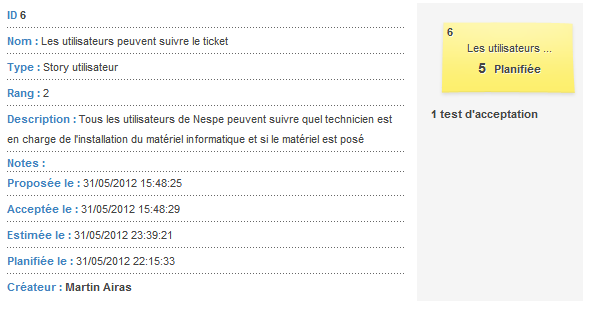 ID 6
Nom : Les utilisateurs peuvent suivre le ticket
Type : Story utilisateur
Rang : 2
Description : Tous les utilisateurs de Nespe peuvent suivre quel technicien est
en charge de l'installation du matériel informatique et si le matériel est posé
Notes :
Proposée le : 31/05/2012 15:48:25
Acceptée le : 31/05/2012 15:48:29
Estimée le : 31/05/2012 23:39:21
Planifiée le : 31/05/2012 22:15:33
Créateur : Martin Airas
6
Les utilisateurs ...
5 Planifiée
1 test d'acceptation